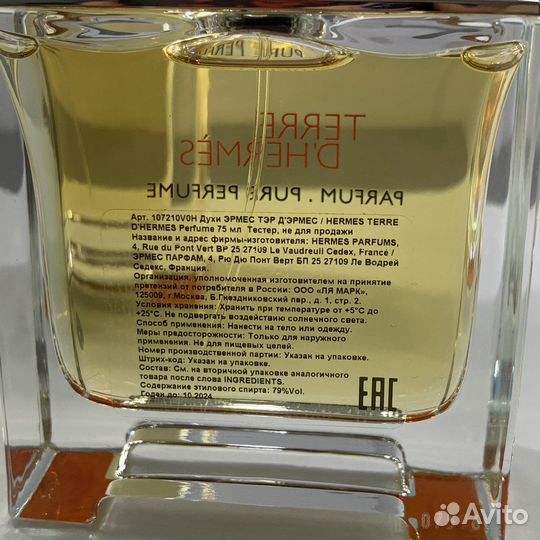 PURE PERFUME
TERRE
D'HERMÈS
PARFUM . PURE PERFUME
Арт. 107210V0H Духи ЭРМЕС ТЭР Д'ЭРМЕС / HERMES TERRE
D'HERMES Perfume 75 мл Тестер, не для продажи
Название и адрес фирмы-изготовителя: HERMES PARFUMS,
4, Rue du Pont Vert BP 25 27109 Le Vaudreuil Cedex, France /
ЭРМЕС ПАРФАМ, 4, Рю Дю Понт Верт БП 25 27109 Ле Водрей
Седекс, Франция.
Организация, уполномоченная изготовителем на принятие
претензий от потребителя в России: ООО «ЛЯ МАРК»,
125009, г.Москва, Б.Гнездниковский пер., д.1, стр. 2.
Условия хранения: Хранить при температуре от +5°C до
+25°C. Не подвергать воздействию солнечного света.
Способ применения: Нанести на тело или одежду.
Меры предосторожности: Только для наружного
применения. Не для пищевых целей.
Номер производственной партии: Указан на упаковке.
Штрих-код: Указан на упаковке.
Состав: См. на вторичной упаковке аналогичного
товара после слова INGREDIENTS.
Содержание этилового спирта: 79%Vol.
Годен до: 10.2024
EAC
Avito